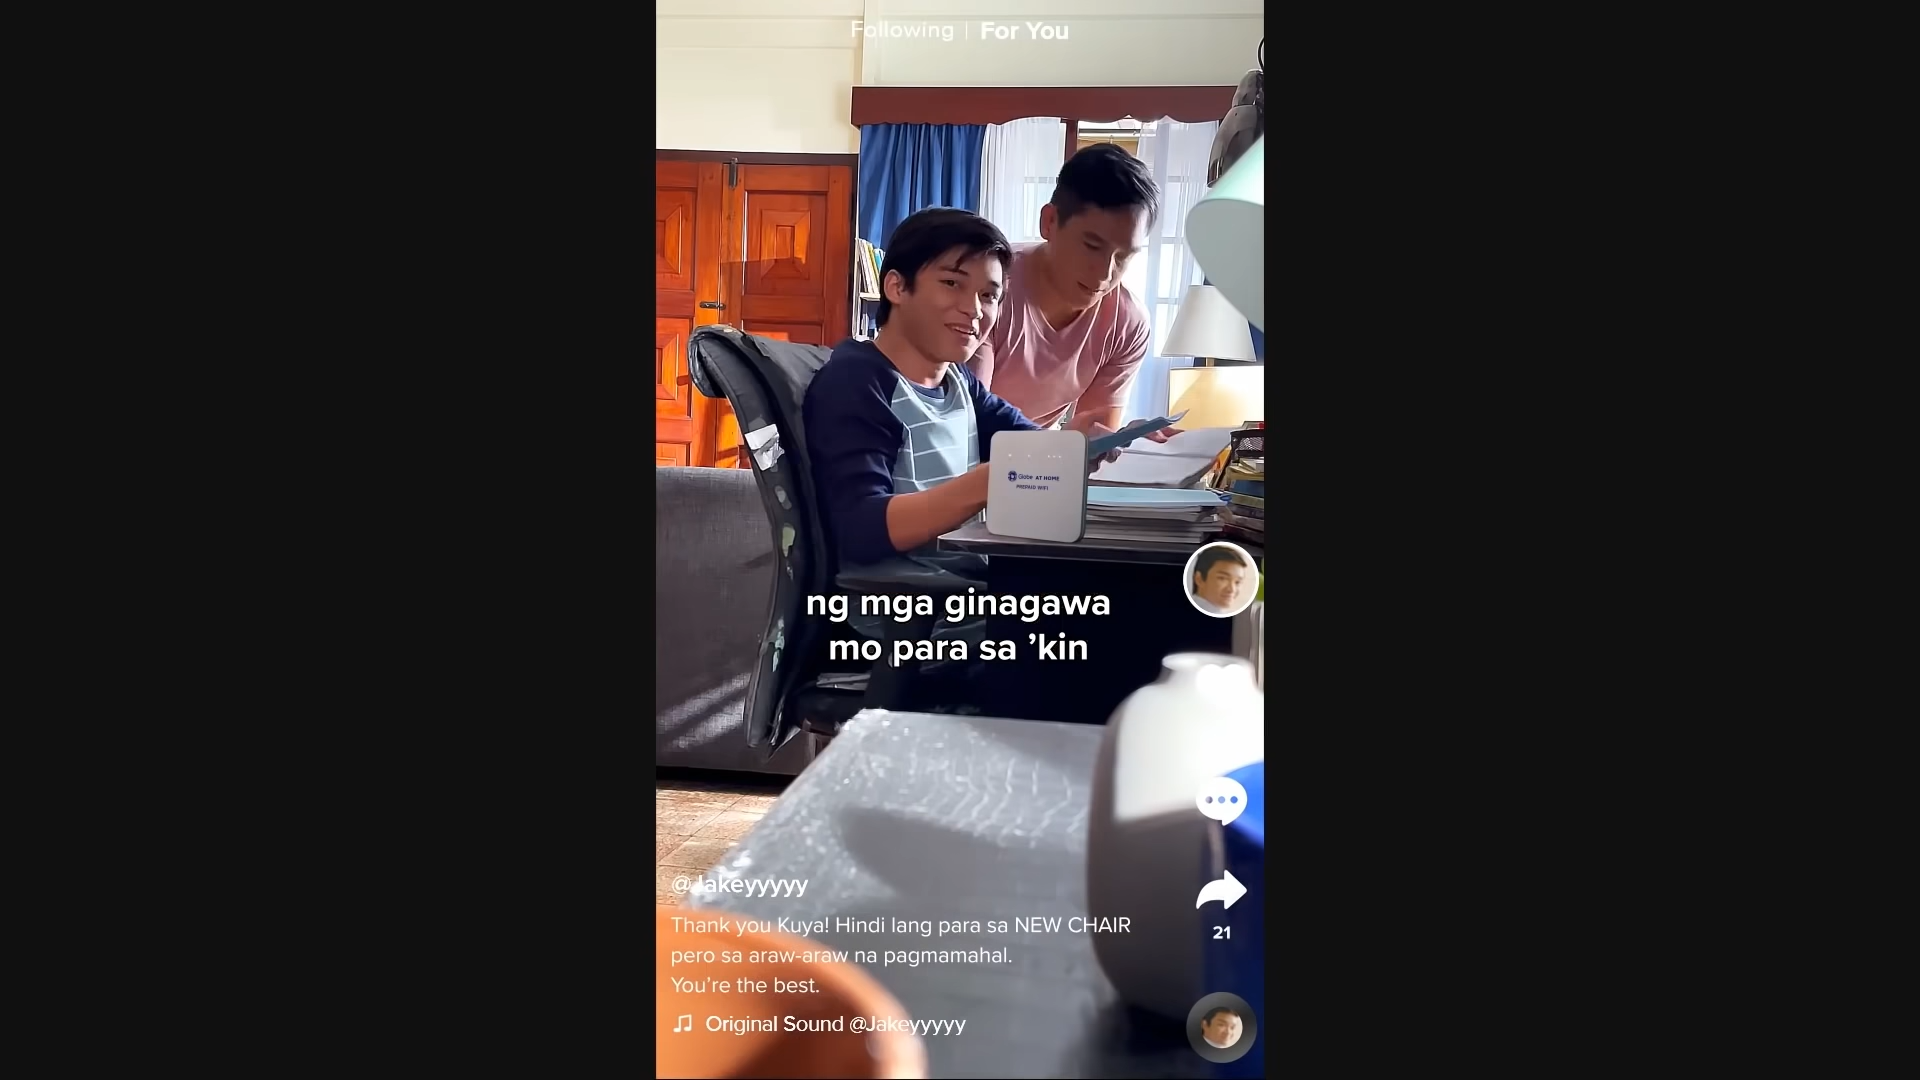 Following | For You
Globe AT HOME
PREPAID WIFI
ng mga ginagawa
mo para sa ’kin
@Jakeyyyyy
Thank you Kuya! Hindi lang para sa NEW CHAIR
pero sa araw-araw na pagmamahal.
You’re the best.
Original Sound @Jakeyyyyy
21